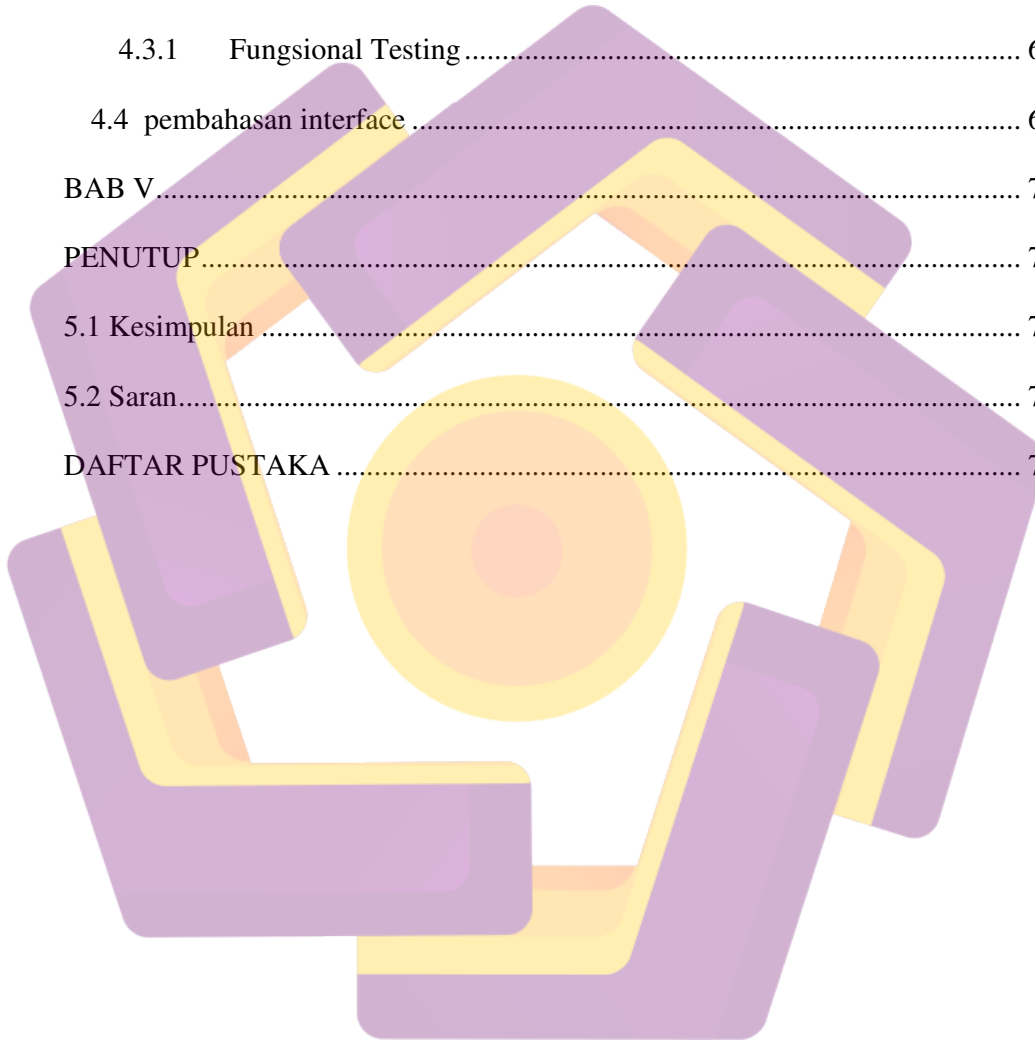 4.3.1 Fungsional Testing ........................................................................ 6
4.4 pembahasan interface ............................................................................... 6
BAB V ................................................................................................................ 7
PENUTUP .......................................................................................................... 7
5.1 Kesimpulan ................................................................................................... 7
5.2 Saran ............................................................................................................. 7
DAFTAR PUSTAKA ......................................................................................... 7